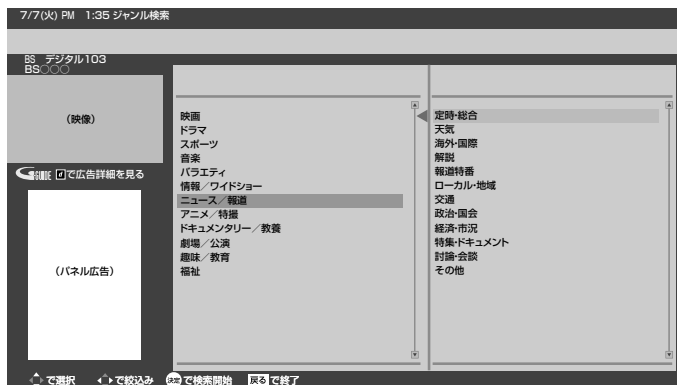 7/7(火) PM 1:35 ジャンル検索
BS デジタル103
BS○○○
(映像)
GGUIDE dで広告詳細を見る
(パネル広告)
映画
ドラマ
スポーツ
音楽
バラエティ
情報/ワイドショー
ニュース/報道
アニメ/特撮
ドキュメンタリー/教養
劇場/公演
趣味/教育
福祉
定時・総合
天気
海外・国際
解説
報道特番
ローカル・地域
交通
政治・国会
経済・市況
特集・ドキュメント
討論・会談
その他
で選択 で絞込み 決定で検索開始 戻るで終了